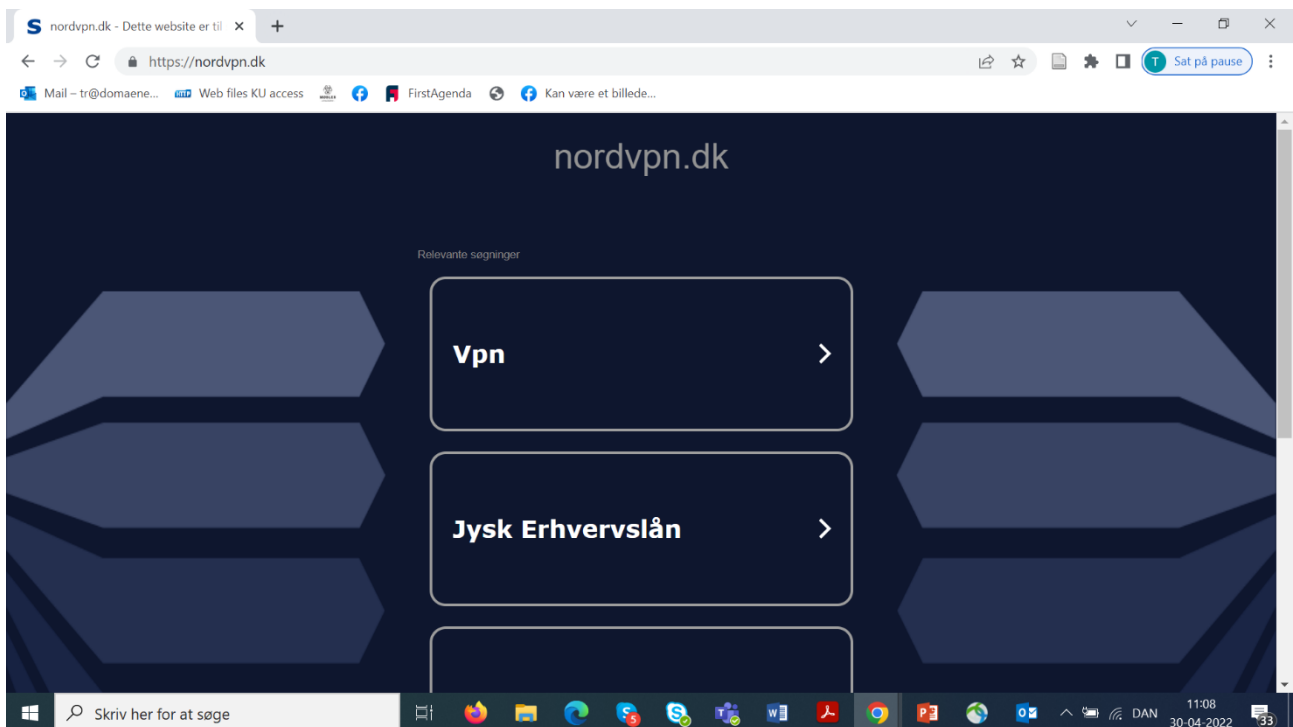 nordvpn.dk - Dette website er til
https://nordvpn.dk
Sat på pause
Mail – tr@domaene... Web files KU access FirstAgenda Kan være et billede...
nordvpn.dk
Relevante søgninger
Vpn
Jysk Erhvervslån
Skriv her for at søge
DAN
11:08
30-04-2022
33